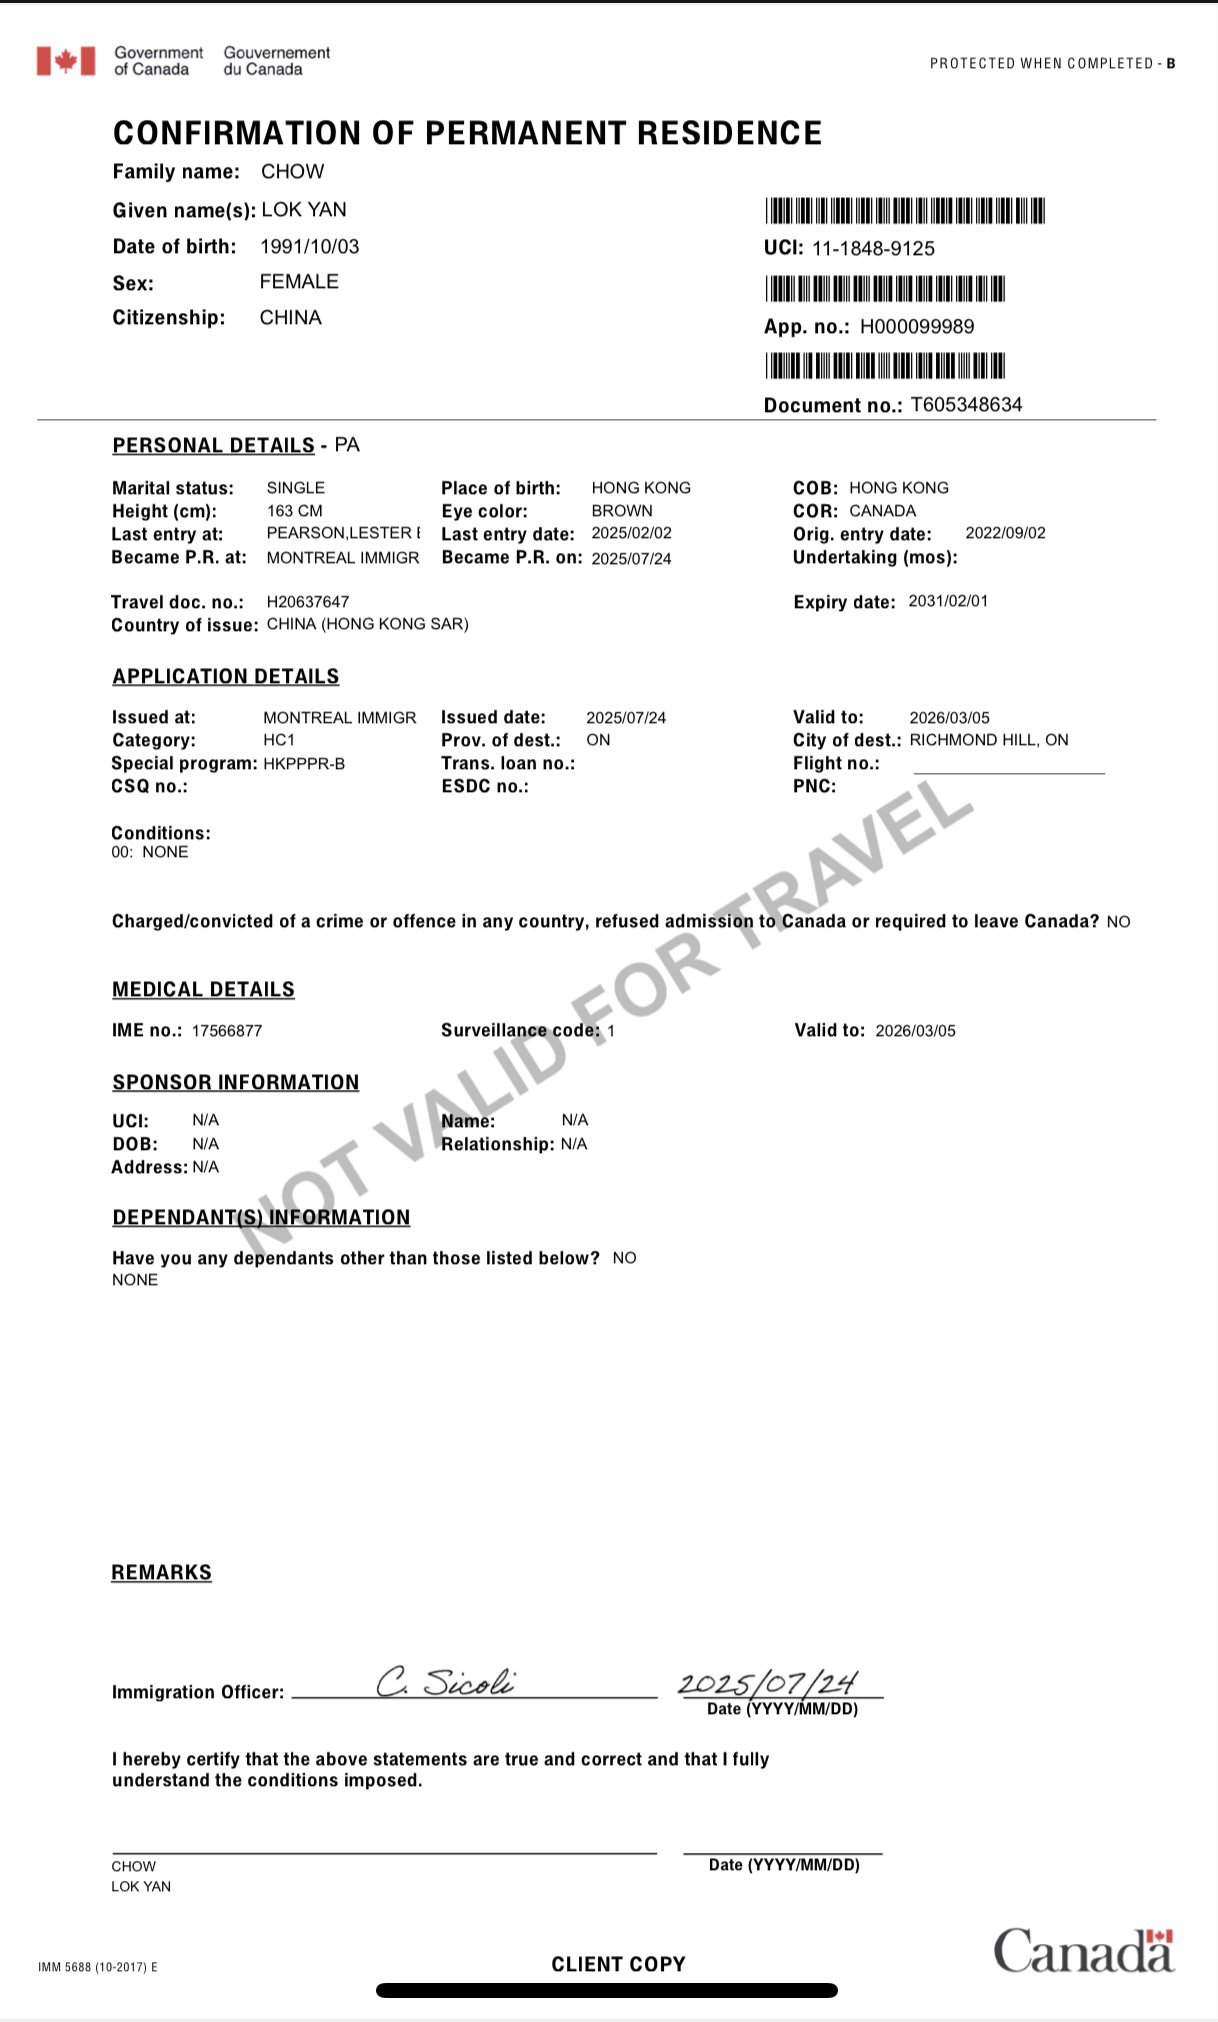 Government of Canada Gouvernement du Canada
PROTECTED WHEN COMPLETED - B
CONFIRMATION OF PERMANENT RESIDENCE
Family name: CHOW
Given name(s): LOK YAN
Date of birth: 1991/10/03
UCI: 11-1848-9125
Sex: FEMALE
Citizenship: CHINA
App. no.: H000099989
Document no.: T605348634
PERSONAL DETAILS - PA
Marital status: SINGLE Place of birth: HONG KONG COB: HONG KONG
Height (cm): 163 CM Eye color: BROWN COR: CANADA
Last entry at: PEARSON,LESTER Last entry date: 2025/02/02 Orig. entry date: 2022/09/02
Became P.R. at: MONTREAL IMMIGR Became P.R. on: 2025/07/24 Undertaking (mos):
Travel doc. no.: H20637647 Expiry date: 2031/02/01
Country of issue: CHINA (HONG KONG SAR)
APPLICATION DETAILS
Issued at: MONTREAL IMMIGR Issued date: 2025/07/24 Valid to: 2026/03/05
Category: HC1 Prov. of dest.: ON City of dest.: RICHMOND HILL, ON
Special program: HKPPPR-B Trans. loan no.: Flight no.:
CSQ no.: ESDC no.: PNC:
Conditions:
00: NONE
NOT VALID FOR TRAVEL
Charged/convicted of a crime or offence in any country, refused admission to Canada or required to leave Canada? NO
MEDICAL DETAILS
IME no.: 17566877 Surveillance code: 1 Valid to: 2026/03/05
SPONSOR INFORMATION
UCI: N/A Name: N/A
DOB: N/A Relationship: N/A
Address: N/A
DEPENDANT(S) INFORMATION
Have you any dependants other than those listed below? NO
NONE
REMARKS
Immigration Officer: C. Sicoli 2025/07/24
Date (YYYY/MM/DD)
I hereby certify that the above statements are true and correct and that I fully
understand the conditions imposed.
CHOW Date (YYYY/MM/DD)
LOK YAN
IMM 5688 (10-2017) E
CLIENT COPY
Canada